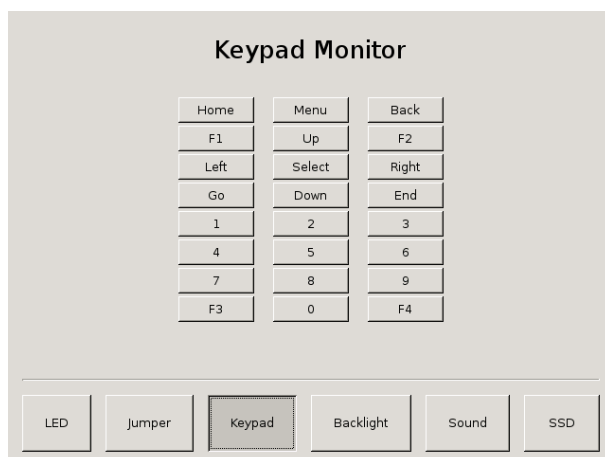 Keypad Monitor
Home Menu Back
F1 Up F2
Left Select Right
Go Down End
1 2 3
4 5 6
7 8 9
F3 0 F4
LED Jumper Keypad Backlight Sound SSD